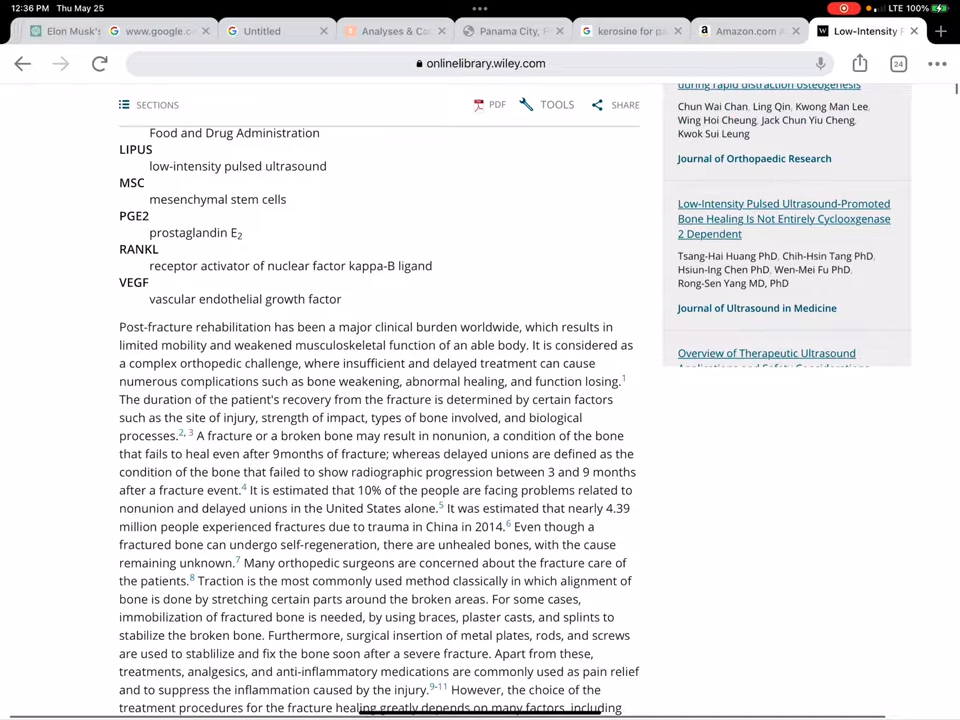 12:36 PM Thu May 25
LTE 100%
Elon Musk's
www.google.c
Untitled
Analyses & Co
Panama City, F
kerosine for pa
Amazon.com
Low-Intensity
onlinelibrary.wiley.com
24
SECTIONS
PDF
TOOLS
SHARE
Food and Drug Administration
LIPUS
low-intensity pulsed ultrasound
MSC
mesenchymal stem cells
PGE2
prostaglandin E2
RANKL
receptor activator of nuclear factor kappa-B ligand
VEGF
vascular endothelial growth factor
Post-fracture rehabilitation has been a major clinical burden worldwide, which results in
limited mobility and weakened musculoskeletal function of an able body. It is considered as
a complex orthopedic challenge, where insufficient and delayed treatment can cause
numerous complications such as bone weakening, abnormal healing, and function losing.1
The duration of the patient's recovery from the fracture is determined by certain factors
such as the site of injury, strength of impact, types of bone involved, and biological
processes.2, 3 A fracture or a broken bone may result in nonunion, a condition of the bone
that fails to heal even after 9months of fracture; whereas delayed unions are defined as the
condition of the bone that failed to show radiographic progression between 3 and 9 months
after a fracture event.4 It is estimated that 10% of the people are facing problems related to
nonunion and delayed unions in the United States alone.5 It was estimated that nearly 4.39
million people experienced fractures due to trauma in China in 2014.6 Even though a
fractured bone can undergo self-regeneration, there are unhealed bones, with the cause
remaining unknown.7 Many orthopedic surgeons are concerned about the fracture care of
the patients.8 Traction is the most commonly used method classically in which alignment of
bone is done by stretching certain parts around the broken areas. For some cases,
immobilization of fractured bone is needed, by using braces, plaster casts, and splints to
stabilize the broken bone. Furthermore, surgical insertion of metal plates, rods, and screws
are used to stablilize and fix the bone soon after a severe fracture. Apart from these,
treatments, analgesics, and anti-inflammatory medications are commonly used as pain relief
and to suppress the inflammation caused by the injury.9-11 However, the choice of the
treatment procedures for the fracture healing greatly depends on many factors, including
during rapid distraction osteogenesis
Chun Wai Chan, Ling Qin, Kwong Man Lee,
Wing Hoi Cheung, Jack Chun Yiu Cheng,
Kwok Sui Leung
Journal of Orthopaedic Research
Low-Intensity Pulsed Ultrasound-Promoted
Bone Healing Is Not Entirely Cyclooxgenase
2 Dependent
Tsang-Hai Huang PhD, Chih-Hsin Tang PhD,
Hsiun-Ing Chen PhD, Wen-Mei Fu PhD,
Rong-Sen Yang MD, PhD
Journal of Ultrasound in Medicine
Overview of Therapeutic Ultrasound
Applications and Safety Considerations